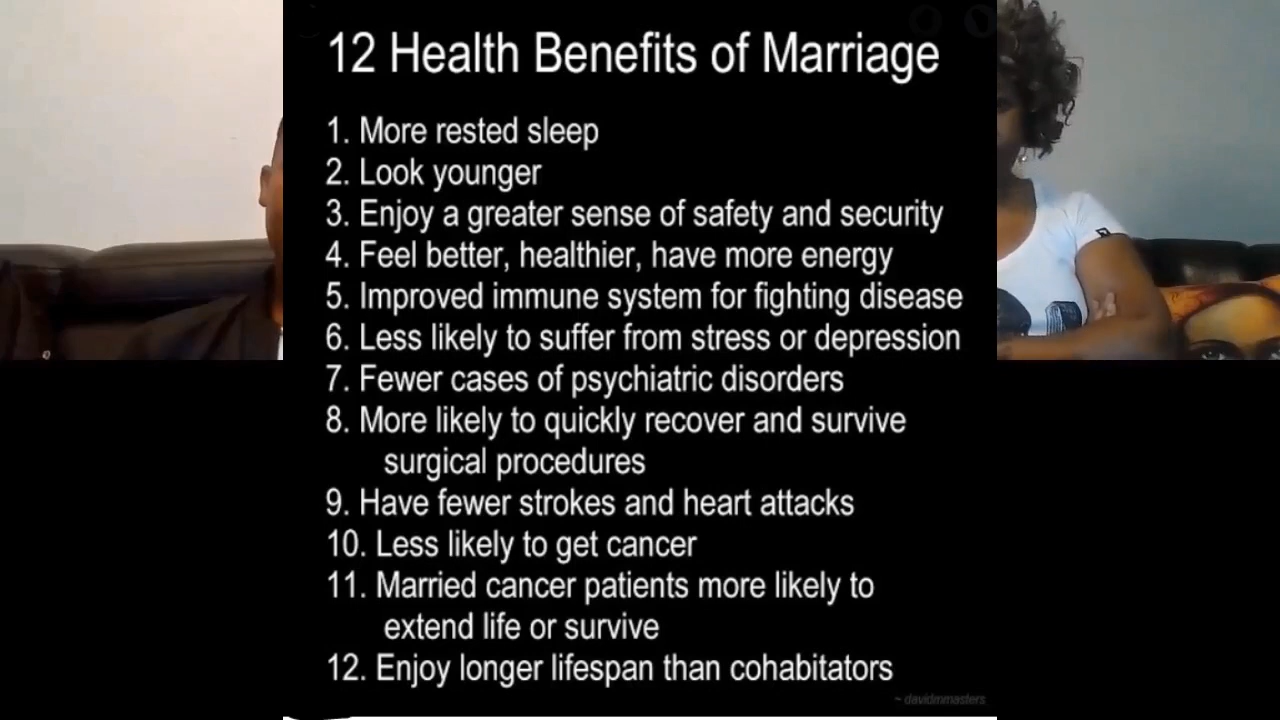 12 Health Benefits of Marriage
1. More rested sleep
2. Look younger
3. Enjoy a greater sense of safety and security
4. Feel better, healthier, have more energy
5. Improved immune system for fighting disease
6. Less likely to suffer from stress or depression
7. Fewer cases of psychiatric disorders
8. More likely to quickly recover and survive
surgical procedures
9. Have fewer strokes and heart attacks
10. Less likely to get cancer
11. Married cancer patients more likely to
extend life or survive
12. Enjoy longer lifespan than cohabitators
~ davidmmasters